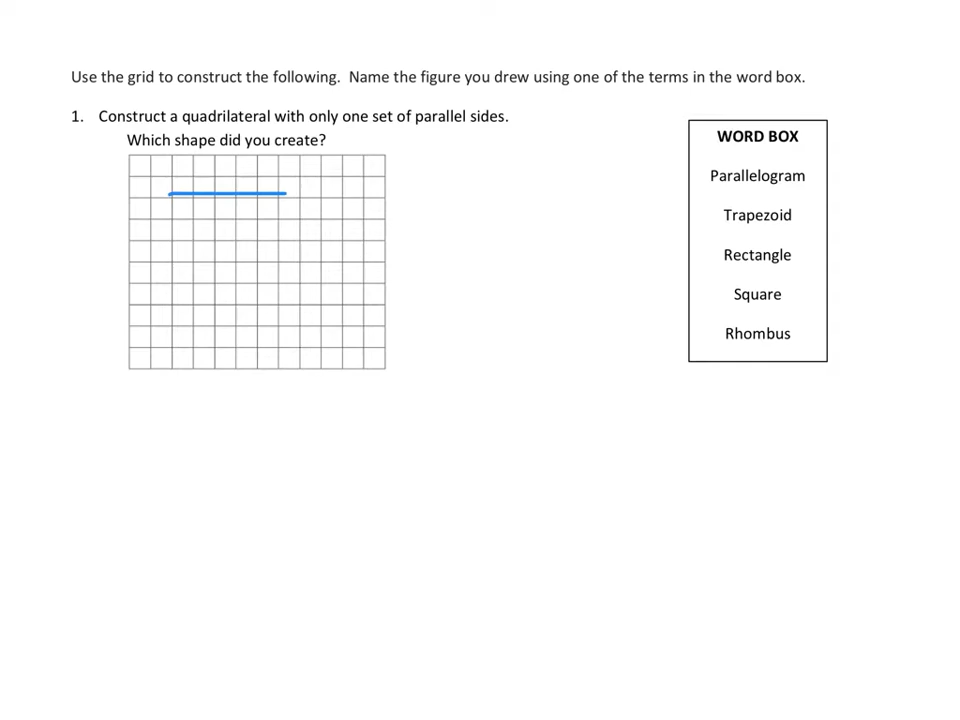 Use the grid to construct the following.  Name the figure you drew using one of the terms in the word box.
1.   Construct a quadrilateral with only one set of parallel sides.
Which shape did you create?
WORD BOX
Parallelogram
Trapezoid
Rectangle
Square
Rhombus